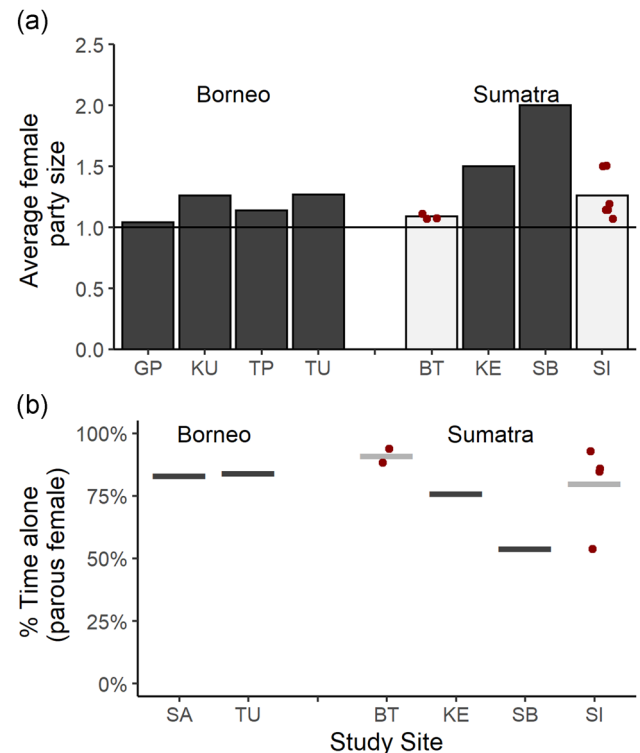 (a)
Average female
party size
2.5
2.0
1.5
1.0
0.5
0.0
Borneo
Sumatra
GP KU TP TU BT KE SB SI
(b)
% Time alone
(parous female)
100%
75%
50%
25%
0%
Borneo
Sumatra
SA TU BT KE SB SI
Study Site